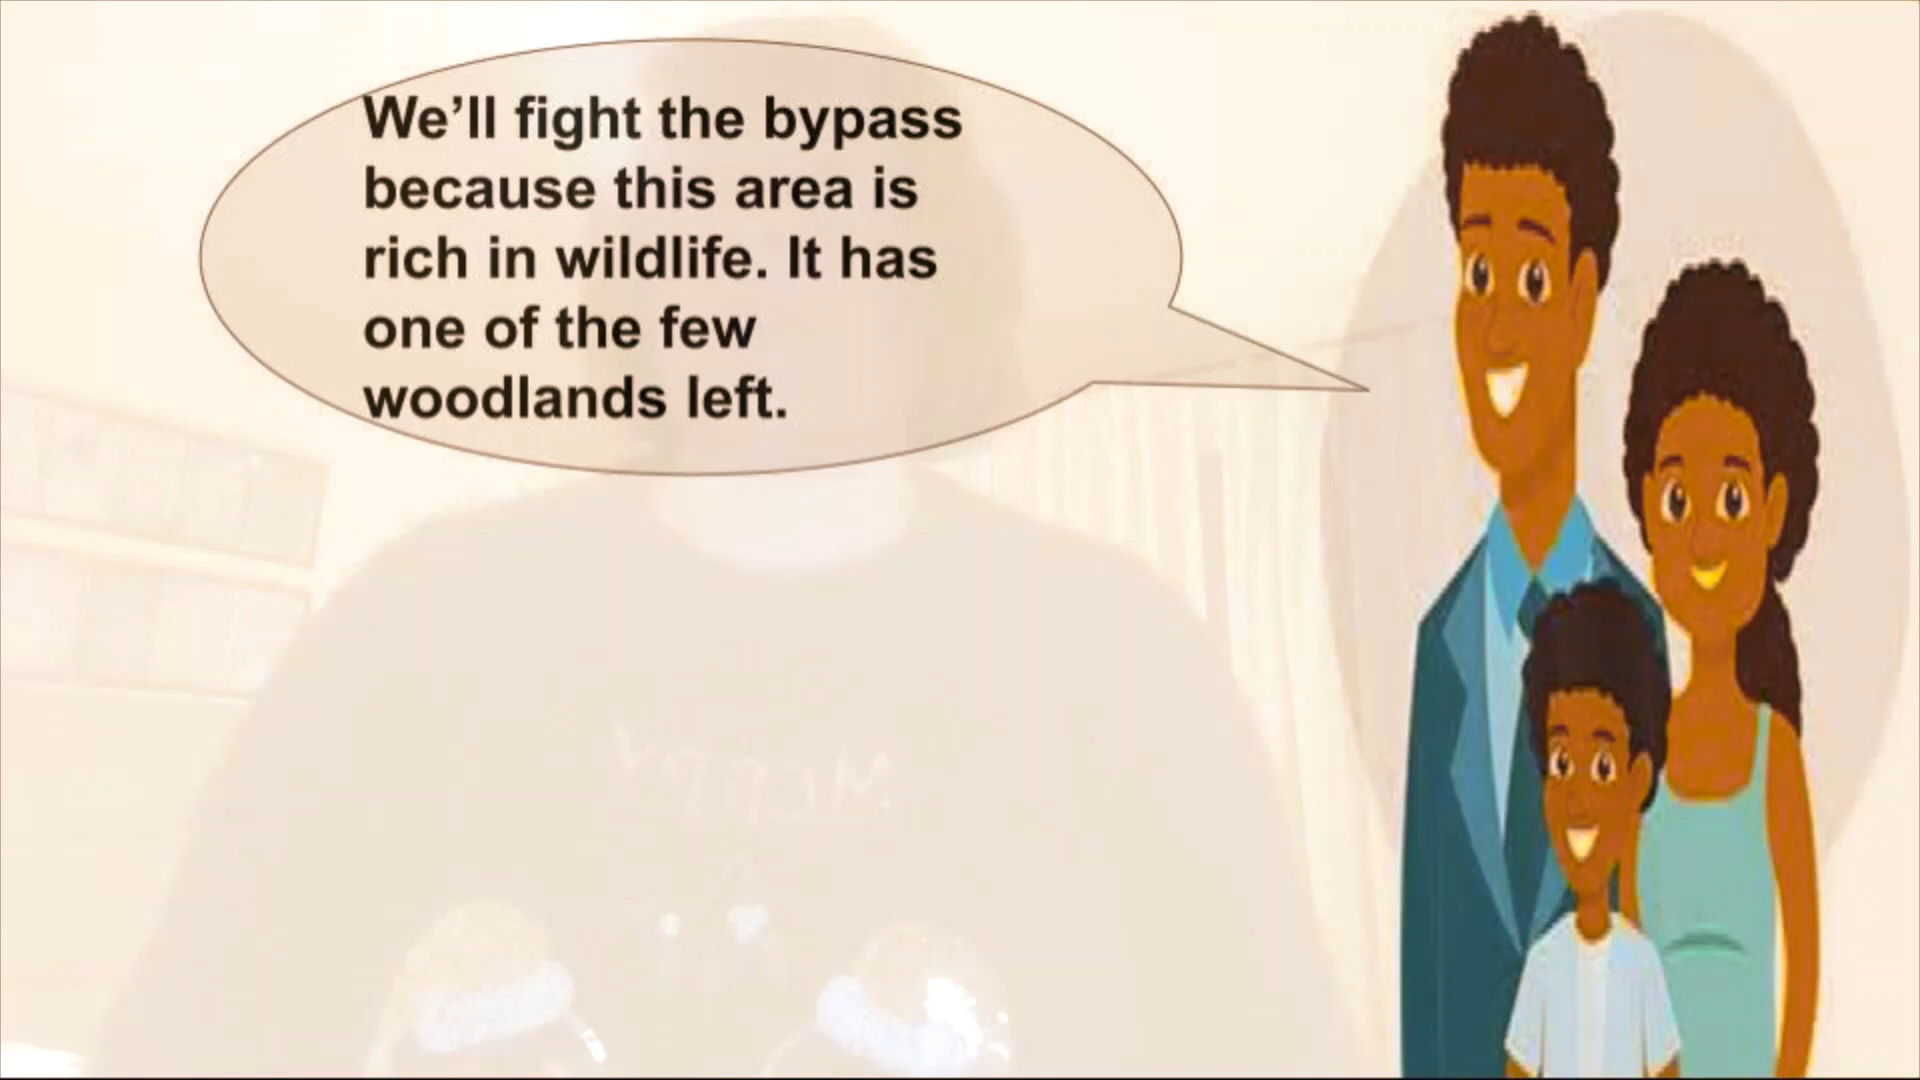 We’ll fight the bypass
because this area is
rich in wildlife. It has
one of the few
woodlands left.
MERRY